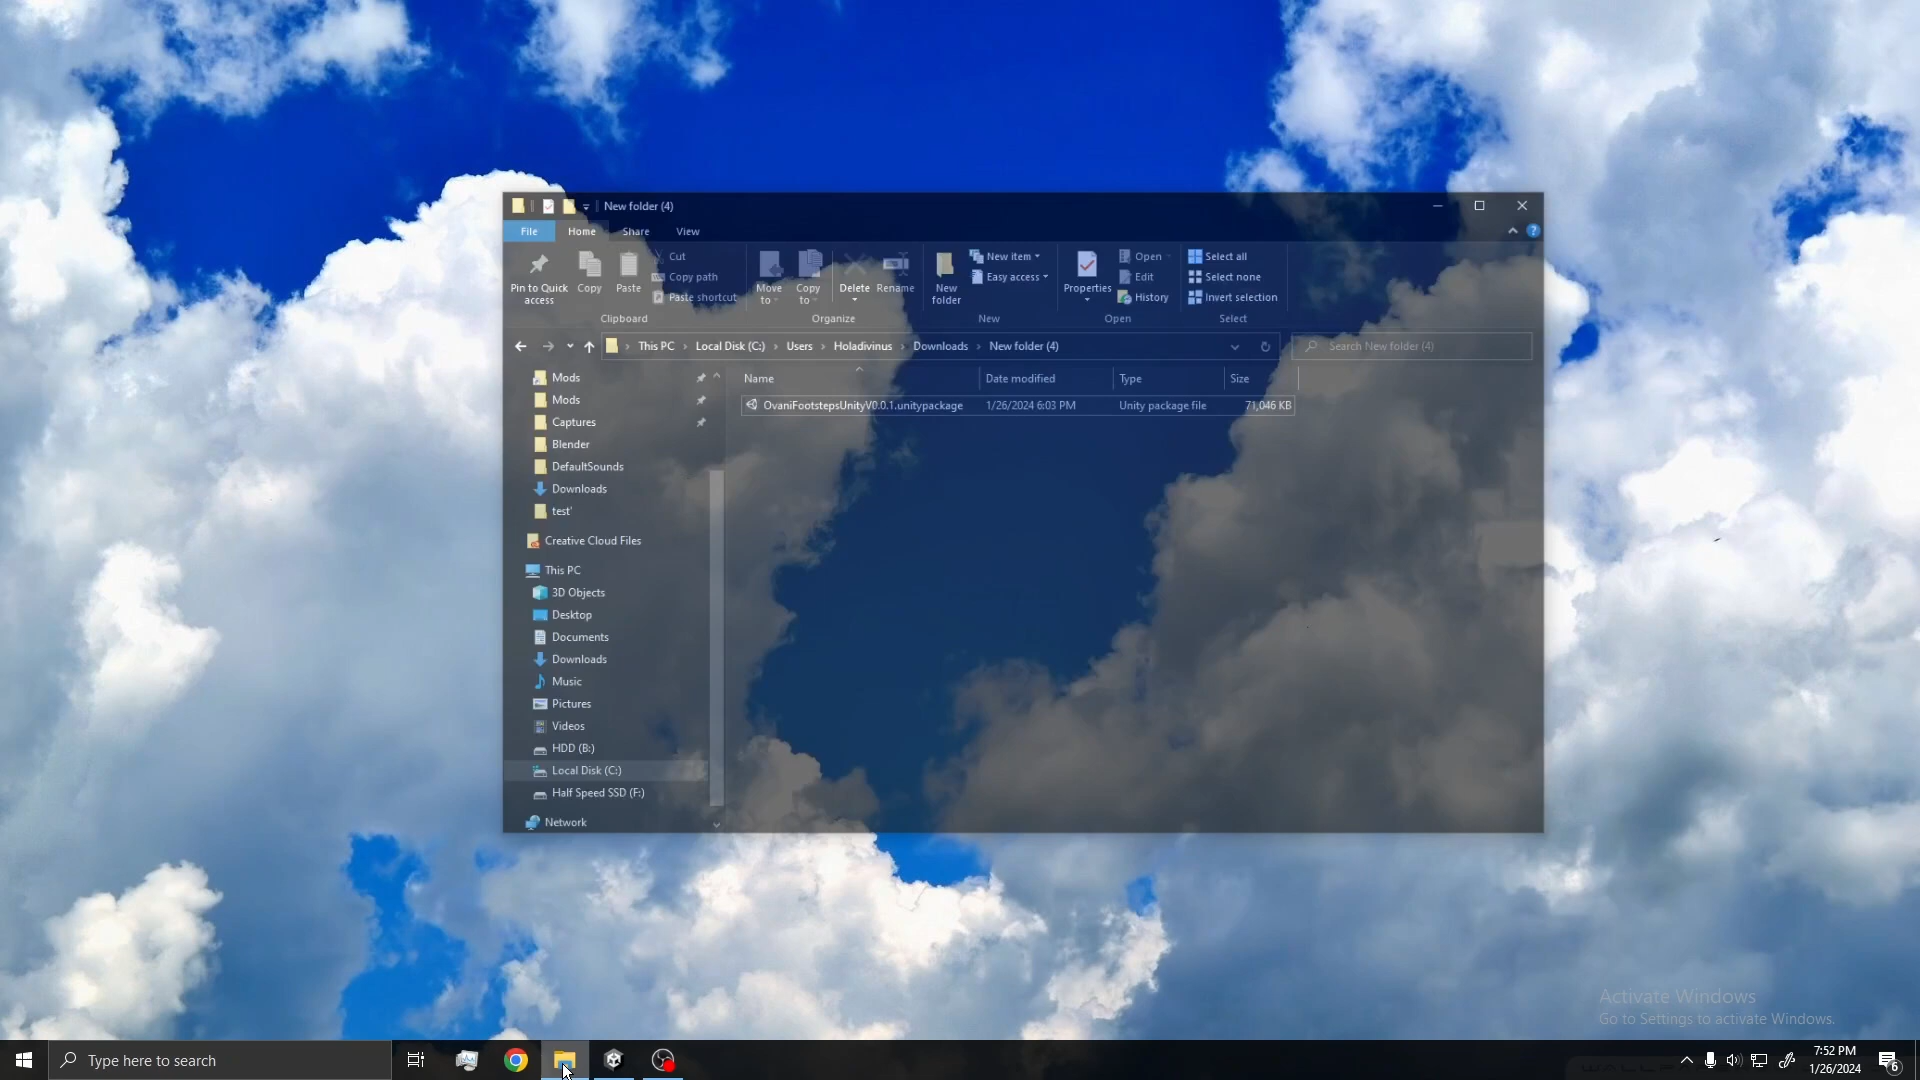 New folder (4)
File Home Share View
Pin to Quick access
Copy
Paste
Cut
Copy path
Paste shortcut
Clipboard
Move to
Copy to
Delete
Rename
Organize
New folder
New item
Easy access
New
Properties
Open
Edit
History
Open
Select all
Select none
Invert selection
Select
This PC › Local Disk (C:) › Users › Holadivinus › Downloads › New folder (4)
Search New folder (4)
Name Date modified Type Size
OvaniFootstepsUnityV0.0.1.unitypackage 1/26/2024 6:03 PM Unity package file 71,046 KB
Mods
Mods
Captures
Blender
DefaultSounds
Downloads
test'
Creative Cloud Files
This PC
3D Objects
Desktop
Documents
Downloads
Music
Pictures
Videos
HDD (B:)
Local Disk (C:)
Half Speed SSD (F:)
Network
Activate Windows
Go to Settings to activate Windows.
Type here to search
7:52 PM
1/26/2024
6